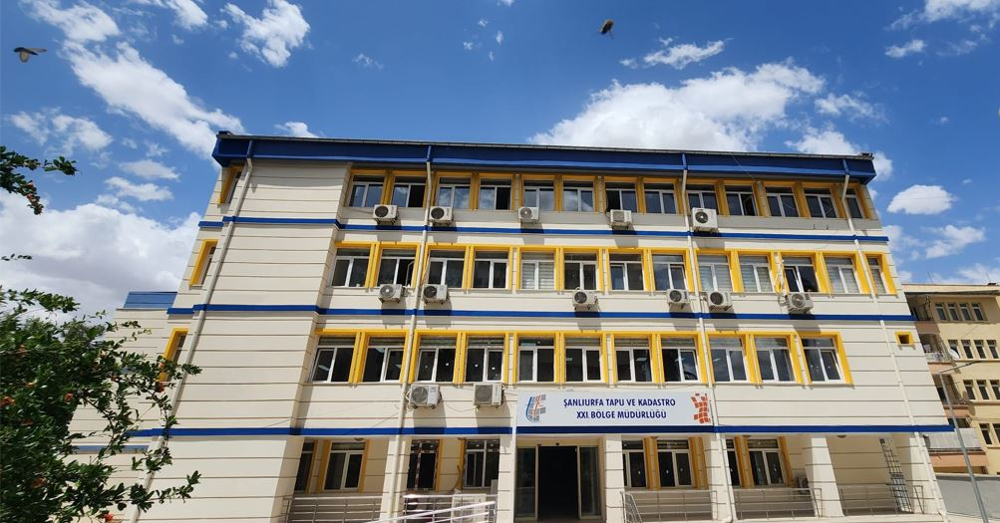 ŞANLIURFA TAPU VE KADASTRO
XXI. BÖLGE MÜDÜRLÜĞÜ